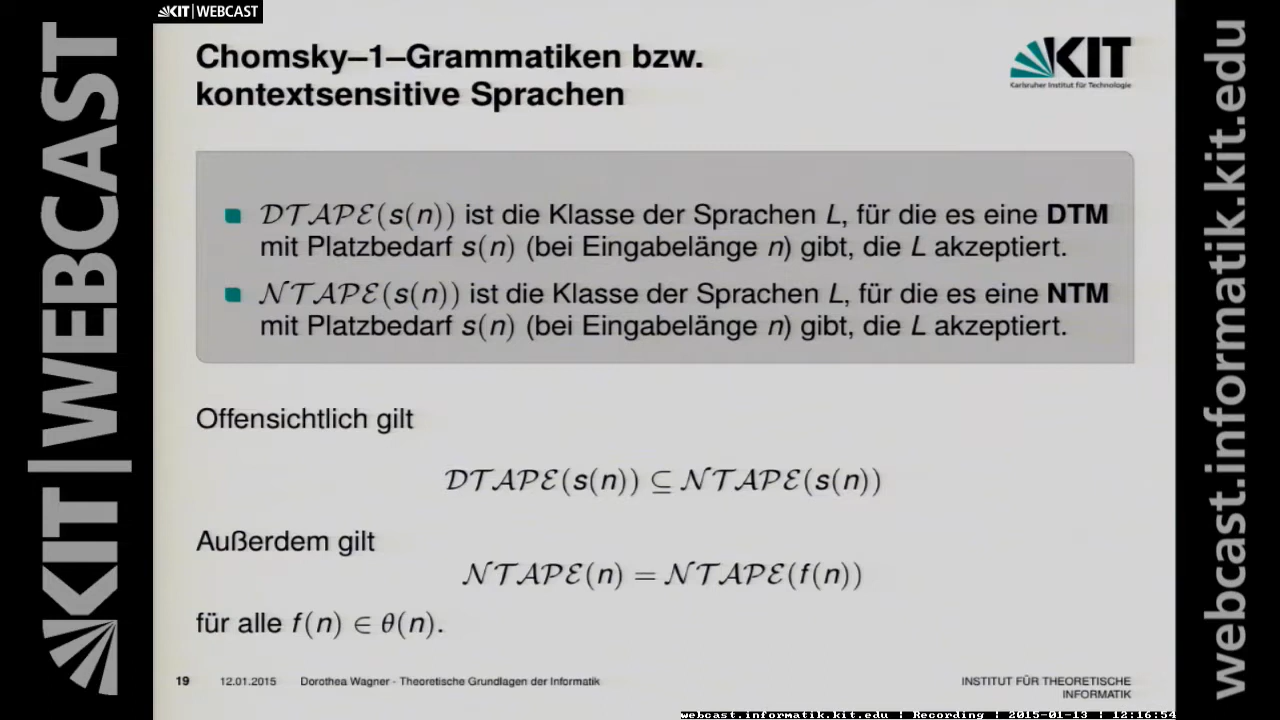 KIT | WEBCAST
KIT | WEBCAST
Chomsky–1–Grammatiken bzw.
kontextsensitive Sprachen
KIT
Karlsruher Institut für Technologie
𝒟𝒯𝒜𝒫ℰ(s(n)) ist die Klasse der Sprachen L, für die es eine DTM
mit Platzbedarf s(n) (bei Eingabelänge n) gibt, die L akzeptiert.
𝒩𝒯𝒜𝒫ℰ(s(n)) ist die Klasse der Sprachen L, für die es eine NTM
mit Platzbedarf s(n) (bei Eingabelänge n) gibt, die L akzeptiert.
Offensichtlich gilt
𝒟𝒯𝒜𝒫ℰ(s(n)) ⊆ 𝒩𝒯𝒜𝒫ℰ(s(n))
Außerdem gilt
𝒩𝒯𝒜𝒫ℰ(n) = 𝒩𝒯𝒜𝒫ℰ(f(n))
für alle f(n) ∈ θ(n).
19 12.01.2015 Dorothea Wagner - Theoretische Grundlagen der Informatik
INSTITUT FÜR THEORETISCHE
INFORMATIK
webcast.informatik.kit.edu | Recording | 2015-01-13 | 12:16:54
webcast.informatik.kit.edu